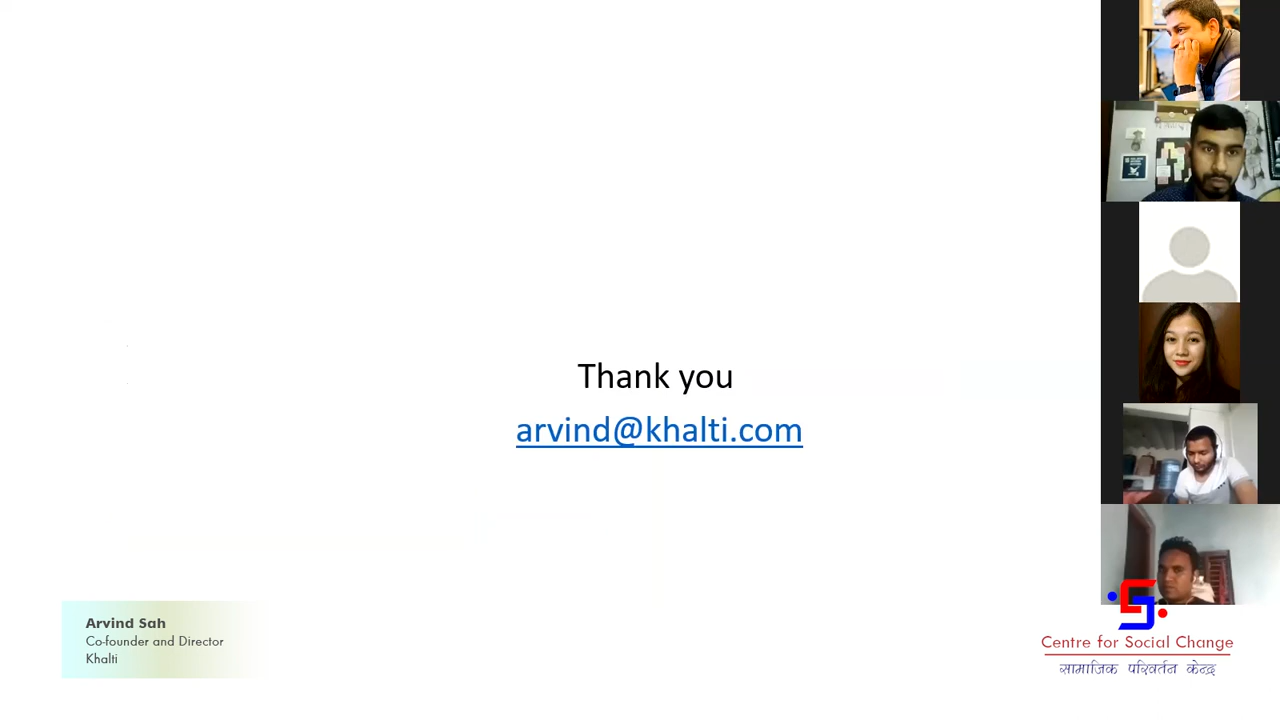 Thank you
arvind@khalti.com
Arvind Sah
Co-founder and Director
Khalti
Centre for Social Change
सामाजिक परिवर्तन केन्द्र